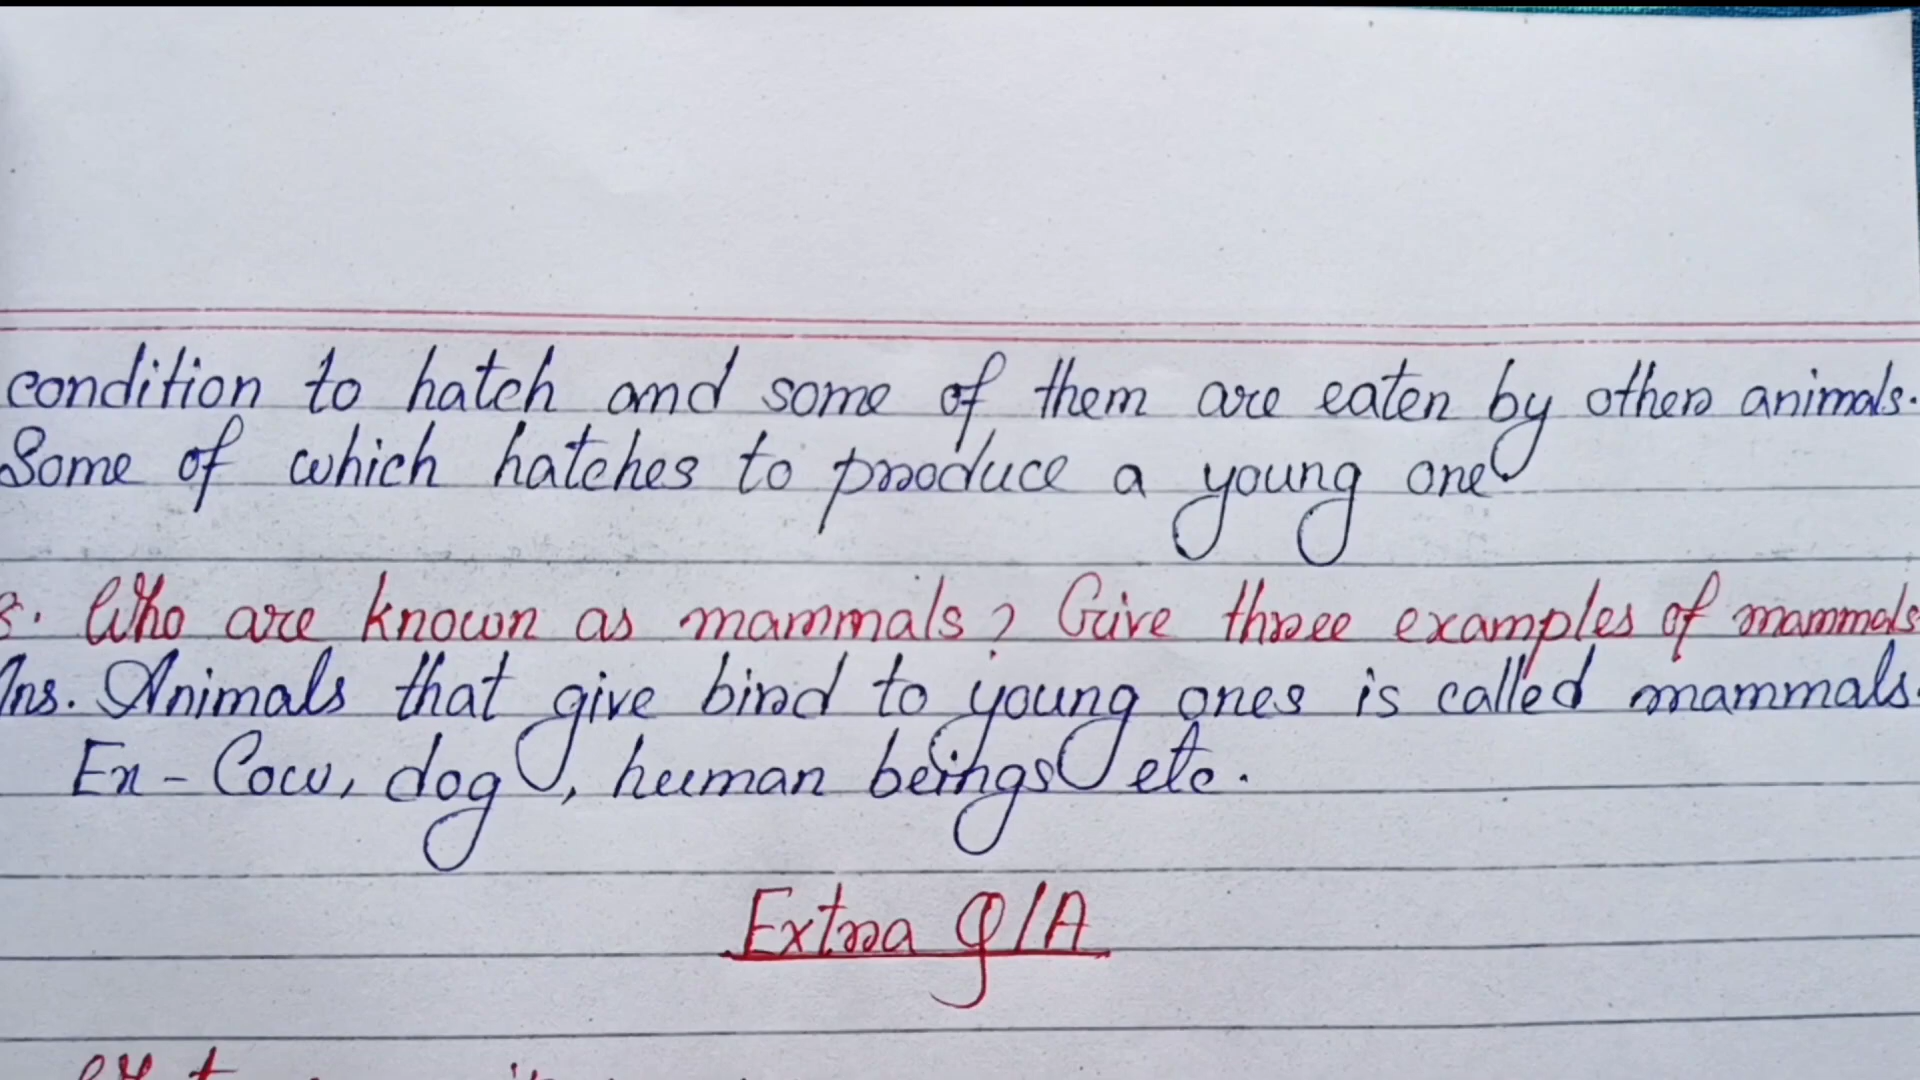 condition to hatch and some of them are eaten by others animals.
Some of which hatches to produce a young one.
8. Who are known as mammals? Give three examples of mammals
Ans. Animals that give bird to young ones is called mammals.
Ex - Cow, dog, human beings etc.
Extra Q/A